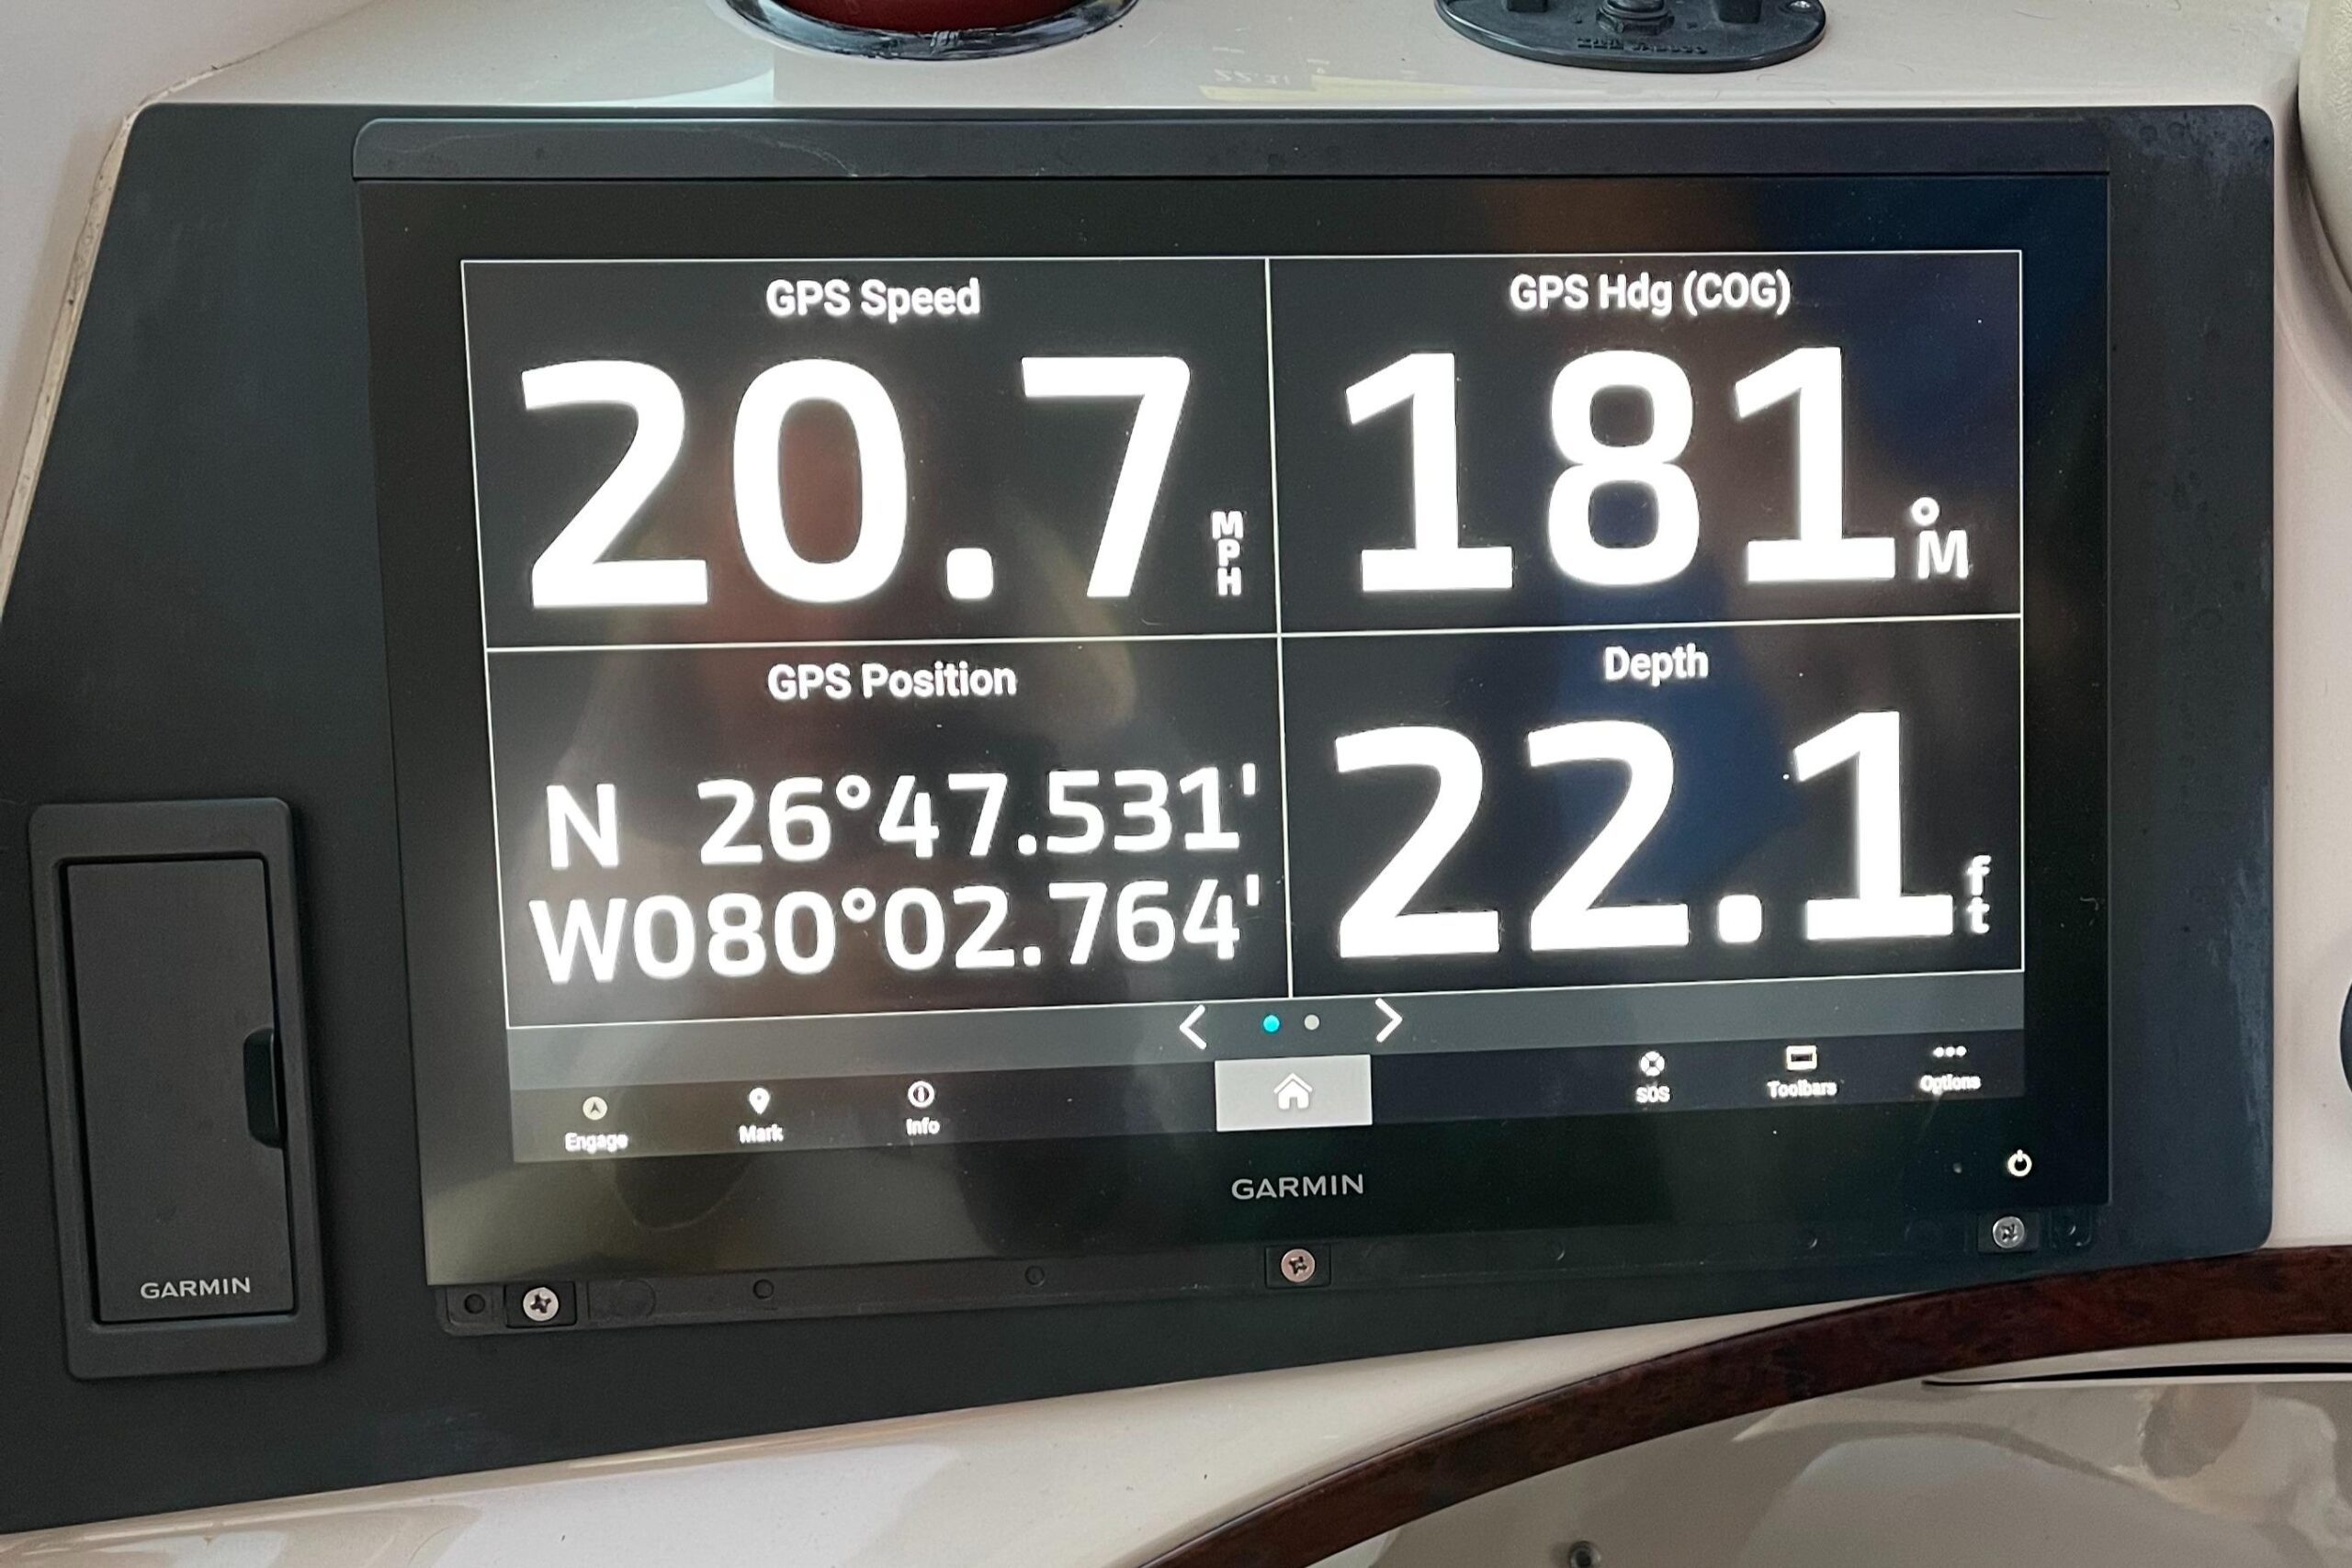 GPS Speed
20.7 MPH
GPS Hdg (COG)
181°M
GPS Position
N 26°47.531'
W080°02.764'
Depth
22.1 ft
Engage
Mark
Info
SOS
Toolbars
Options
GARMIN
GARMIN